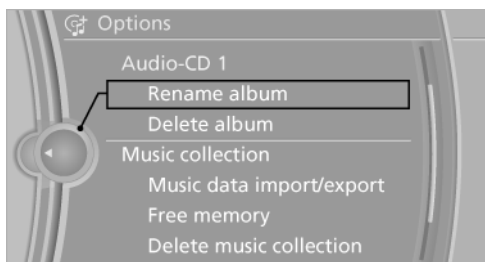 Options
Audio-CD 1
Rename album
Delete album
Music collection
Music data import/export
Free memory
Delete music collection